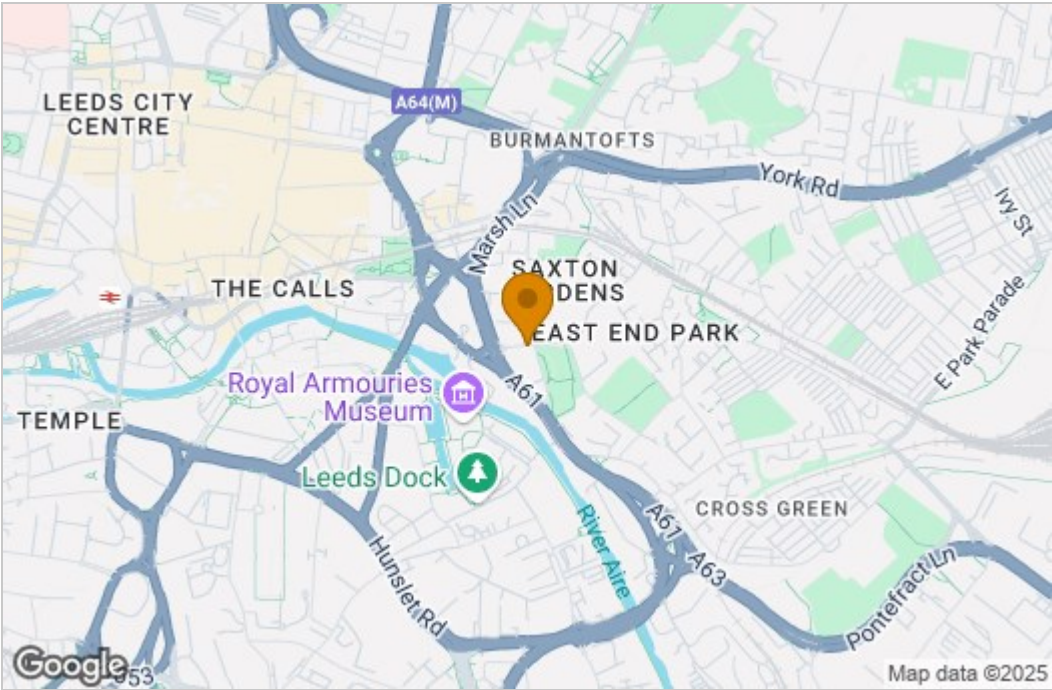 LEEDS CITY
CENTRE
A64(M)
BURMANTOFTS
York Rd
Ivy St
Marsh Ln
SAXTON
DENS
THE CALLS
EAST END PARK
E Park Parade
Royal Armouries
Museum
A61
TEMPLE
Leeds Dock
CROSS GREEN
A61
A63
River Aire
Hunslet Rd
Pontefract Ln
Google
Map data ©2025